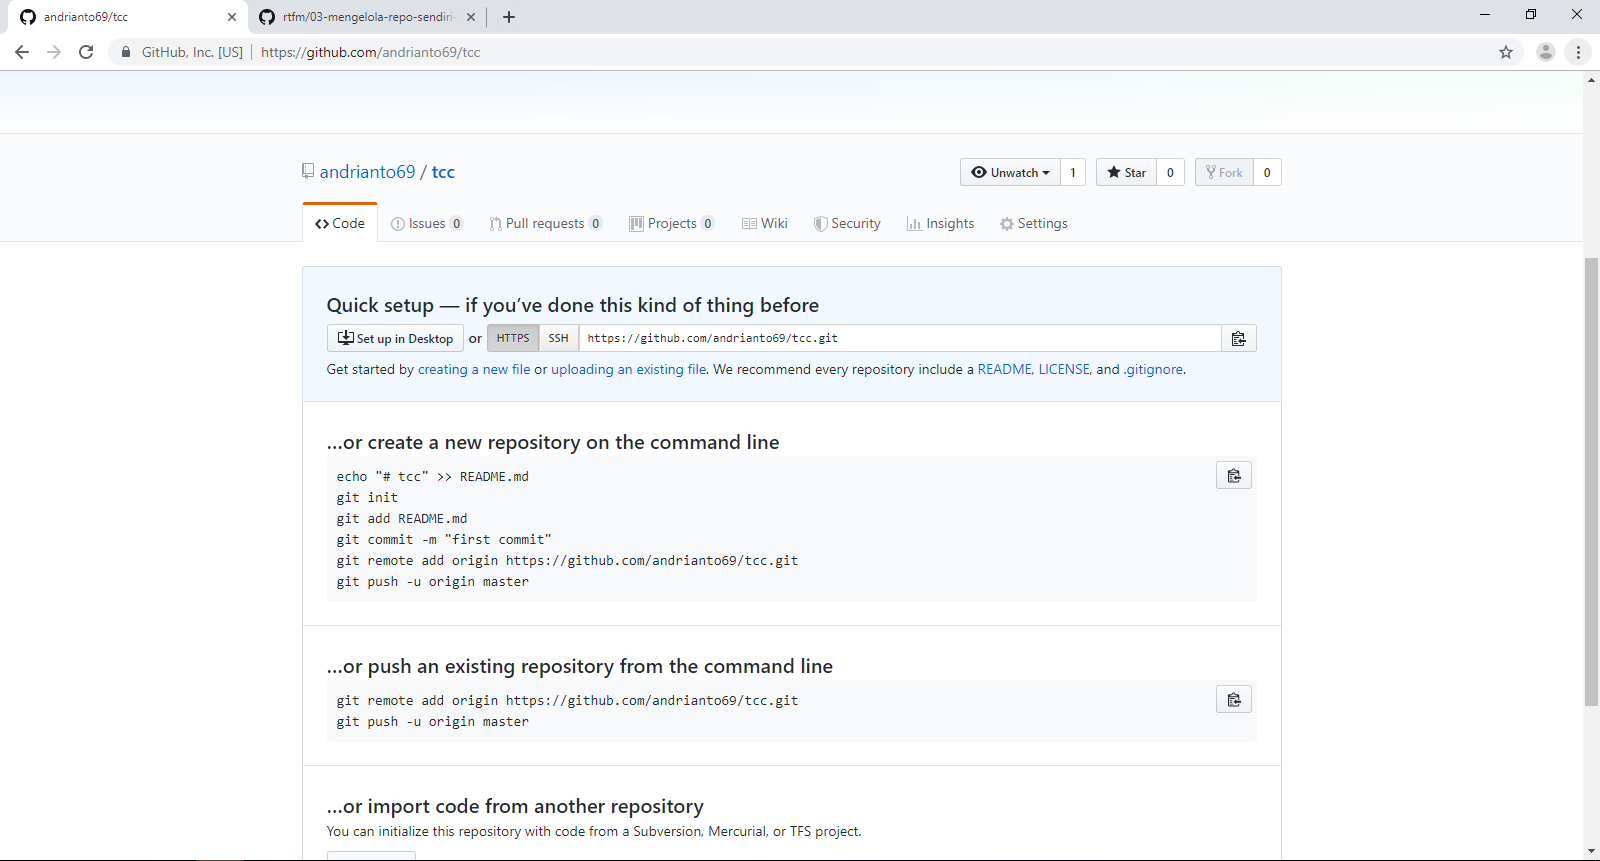 andrianto69/tcc
rtfm/03-mengelola-repo-sendiri-
GitHub, Inc. [US] https://github.com/andrianto69/tcc
andrianto69 / tcc
Unwatch 1 Star 0 Fork 0
Code Issues 0 Pull requests 0 Projects 0 Wiki Security Insights Settings
Quick setup — if you’ve done this kind of thing before
Set up in Desktop or HTTPS SSH https://github.com/andrianto69/tcc.git
Get started by creating a new file or uploading an existing file. We recommend every repository include a README, LICENSE, and .gitignore.
…or create a new repository on the command line
echo "# tcc" >> README.md
git init
git add README.md
git commit -m "first commit"
git remote add origin https://github.com/andrianto69/tcc.git
git push -u origin master
…or push an existing repository from the command line
git remote add origin https://github.com/andrianto69/tcc.git
git push -u origin master
…or import code from another repository
You can initialize this repository with code from a Subversion, Mercurial, or TFS project.